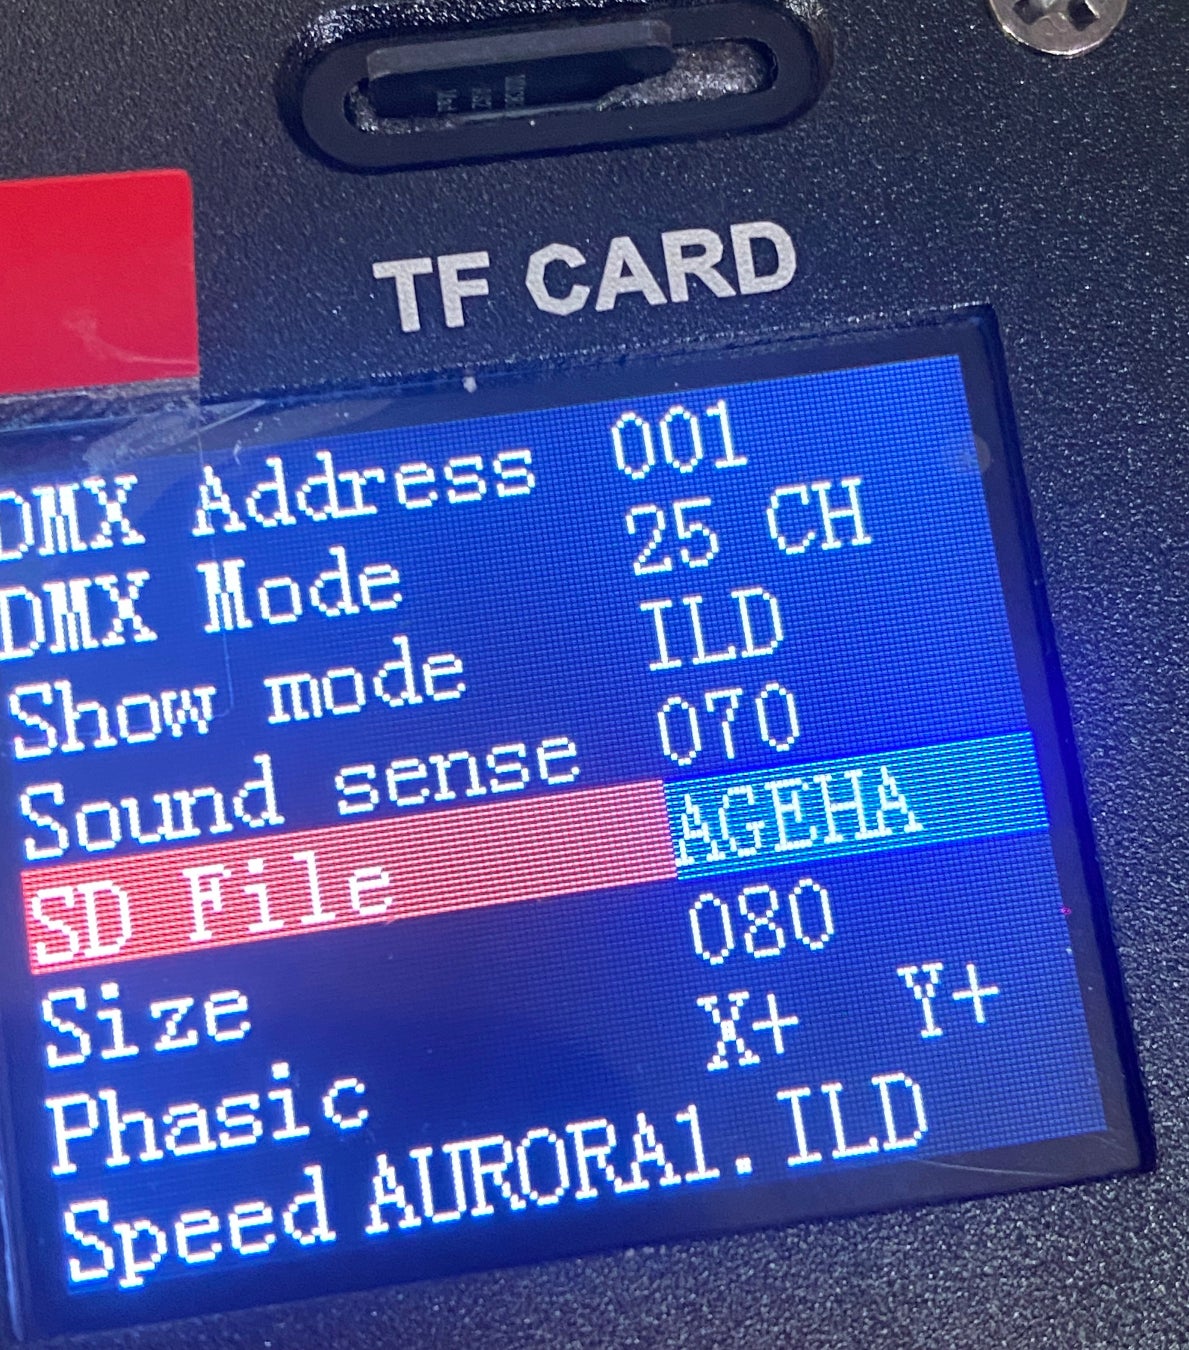 TF CARD
DMX Address 001
DMX Mode 25 CH
Show mode ILD
Sound sense 070
SD File AGEHA
Size 080
Phasic X+ Y+
Speed AURORA1.ILD